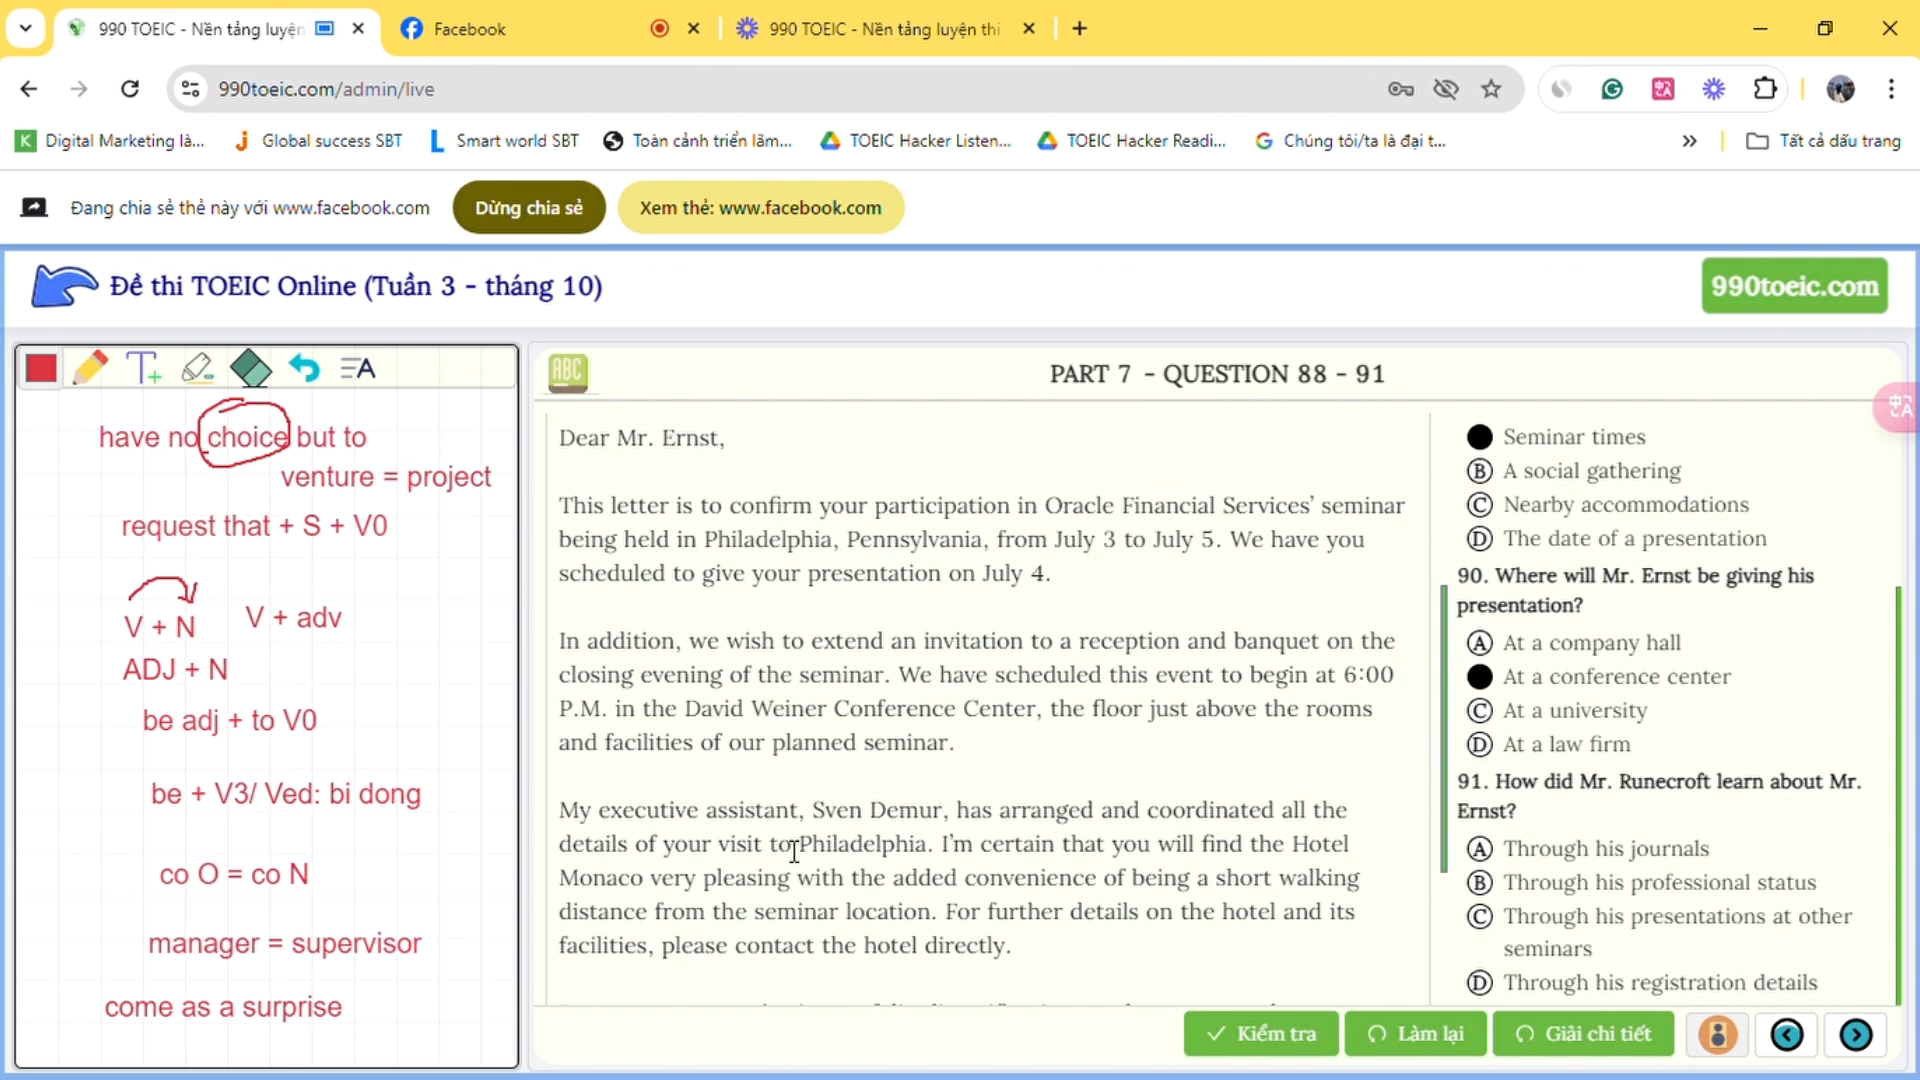 990 TOEIC - Nền tảng luyện
Facebook
990 TOEIC - Nền tảng luyện thi
990toeic.com/admin/live
Digital Marketing là...
Global success SBT
Smart world SBT
Toàn cảnh triển lãm...
TOEIC Hacker Listen...
TOEIC Hacker Readi...
Chúng tôi/ta là đại t...
Tất cả dấu trang
Đang chia sẻ thẻ này với www.facebook.com
Dừng chia sẻ
Xem thẻ: www.facebook.com
Đề thi TOEIC Online (Tuần 3 - tháng 10)
990toeic.com
have no choice but to
venture = project
request that + S + V0
V + N
V + adv
ADJ + N
be adj + to V0
be + V3/ Ved: bi dong
co O = co N
manager = supervisor
come as a surprise
ABC
PART 7 - QUESTION 88 - 91
Dear Mr. Ernst,
This letter is to confirm your participation in Oracle Financial Services’ seminar
being held in Philadelphia, Pennsylvania, from July 3 to July 5. We have you
scheduled to give your presentation on July 4.
In addition, we wish to extend an invitation to a reception and banquet on the
closing evening of the seminar. We have scheduled this event to begin at 6:00
P.M. in the David Weiner Conference Center, the floor just above the rooms
and facilities of our planned seminar.
My executive assistant, Sven Demur, has arranged and coordinated all the
details of your visit to Philadelphia. I’m certain that you will find the Hotel
Monaco very pleasing with the added convenience of being a short walking
distance from the seminar location. For further details on the hotel and its
facilities, please contact the hotel directly.
Seminar times
B A social gathering
C Nearby accommodations
D The date of a presentation
90. Where will Mr. Ernst be giving his
presentation?
A At a company hall
At a conference center
C At a university
D At a law firm
91. How did Mr. Runecroft learn about Mr.
Ernst?
A Through his journals
B Through his professional status
C Through his presentations at other
seminars
D Through his registration details
Kiểm tra
Làm lại
Giải chi tiết